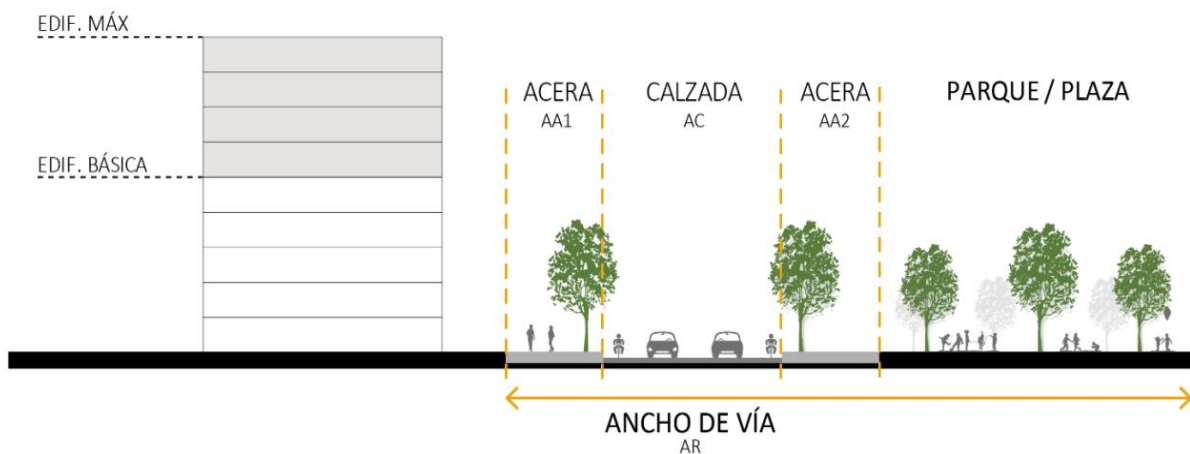 EDIF. MÁX
ACERA
AA1
CALZADA
AC
ACERA
AA2
PARQUE / PLAZA
EDIF. BÁSICA
ANCHO DE VÍA
AR